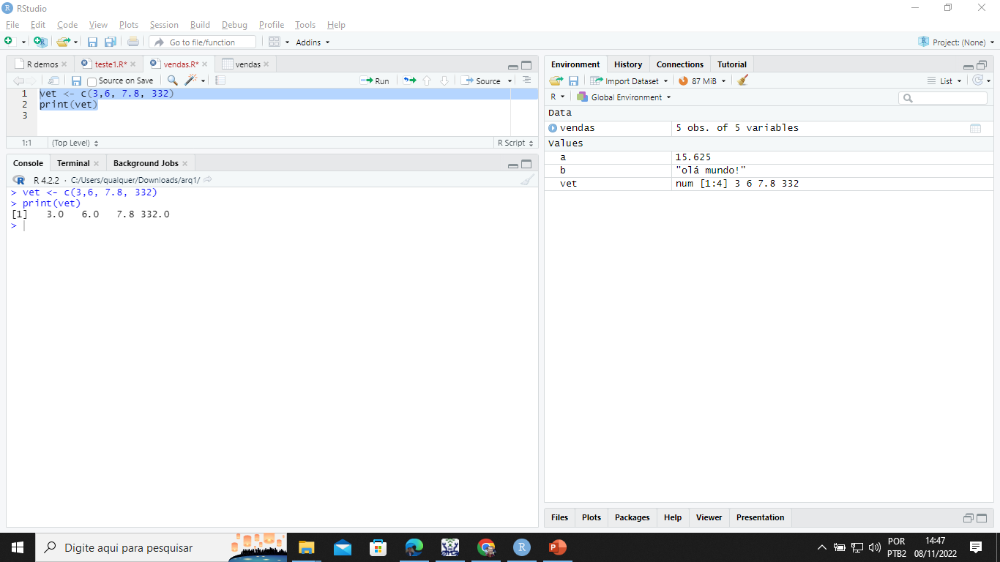 RStudio
File Edit Code View Plots Session Build Debug Profile Tools Help
Go to file/function Addins Project: (None)
R demos teste1.R* vendas.R* vendas
Source on Save Run Source
1 vet <- c(3,6, 7.8, 332)
2 print(vet)
3
1:1 (Top Level) R Script
Console Terminal Background Jobs
R 4.2.2 · C:/Users/qualquer/Downloads/arq1/
> vet <- c(3,6, 7.8, 332)
> print(vet)
[1] 3.0 6.0 7.8 332.0
>
Environment History Connections Tutorial
Import Dataset 87 MiB List
R Global Environment
Data
vendas 5 obs. of 5 variables
Values
a 15.625
b "olá mundo!"
vet num [1:4] 3 6 7.8 332
Files Plots Packages Help Viewer Presentation
Digite aqui para pesquisar
POR 14:47
PTB2 08/11/2022